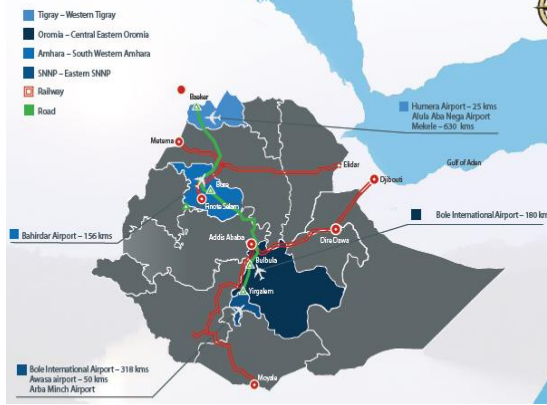 Tigray – Western Tigray
Oromia – Central Eastern Oromia
Amhara – South Western Amhara
SNNP – Eastern SNNP
Railway
Road
Baeker
Humera Airport – 25 kms
Alula Aba Nega Airport
Mekele – 630 kms
Metema
Elidar
Gulf of Aden
Djibouti
Bure
Finote Selam
Bahirdar Airport – 156 kms
Bole International Airport – 180 km
Addis Ababa
Dire Dawa
Bulbula
Yirgalem
Bole International Airport – 318 kms
Awasa airport – 50 kms
Arba Minch Airport
Moyale